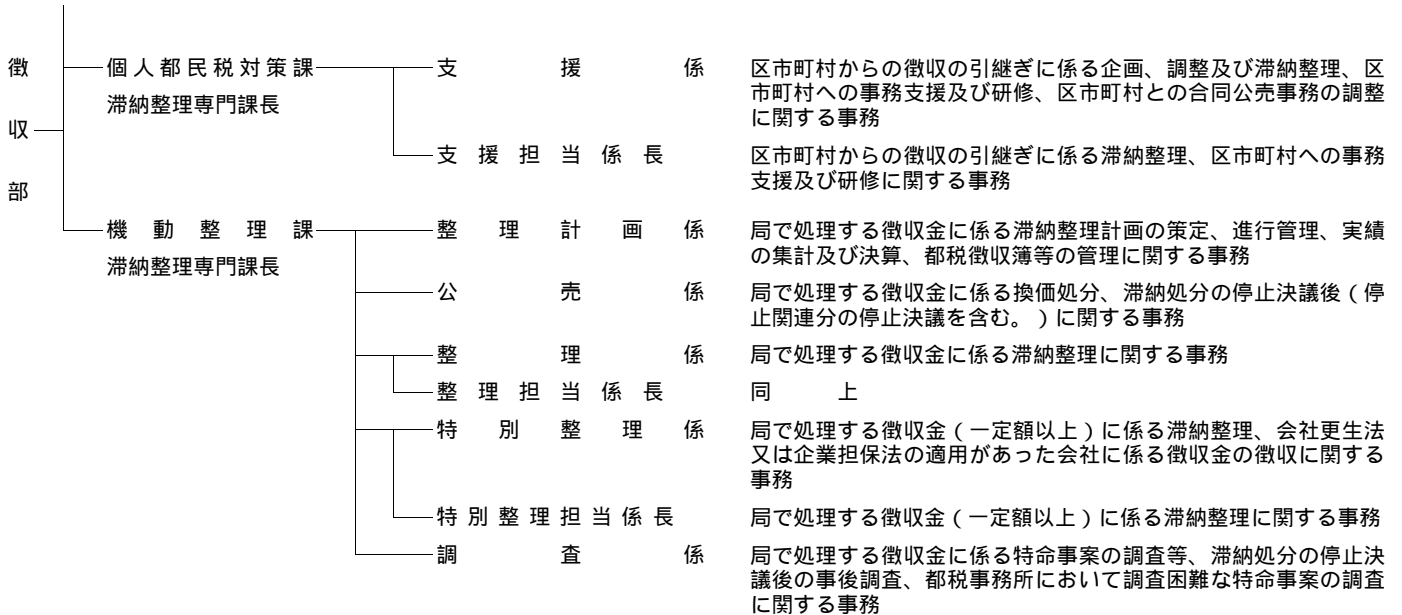 徴収部
個人都民税対策課
滞納整理専門課長
支援係
区市町村からの徴収の引継ぎに係る企画、調整及び滞納整理、区
市町村への事務支援及び研修、区市町村との合同公売事務の調整
に関する事務
支援担当係長
区市町村からの徴収の引継ぎに係る滞納整理、区市町村への事務
支援及び研修に関する事務
機動整理課
滞納整理専門課長
整理計画係
局で処理する徴収金に係る滞納整理計画の策定、進行管理、実績
の集計及び決算、都税徴収簿等の管理に関する事務
公売係
局で処理する徴収金に係る換価処分、滞納処分の停止決議後（停
止関連分の停止決議を含む。）に関する事務
整理係
局で処理する徴収金に係る滞納整理に関する事務
整理担当係長
同上
特別整理係
局で処理する徴収金（一定額以上）に係る滞納整理、会社更生法
又は企業担保法の適用があった会社に係る徴収金の徴収に関する
事務
特別整理担当係長
局で処理する徴収金（一定額以上）に係る滞納整理に関する事務
調査係
局で処理する徴収金に係る特命事案の調査等、滞納処分の停止決
議後の事後調査、都税事務所において調査困難な特命事案の調査
に関する事務